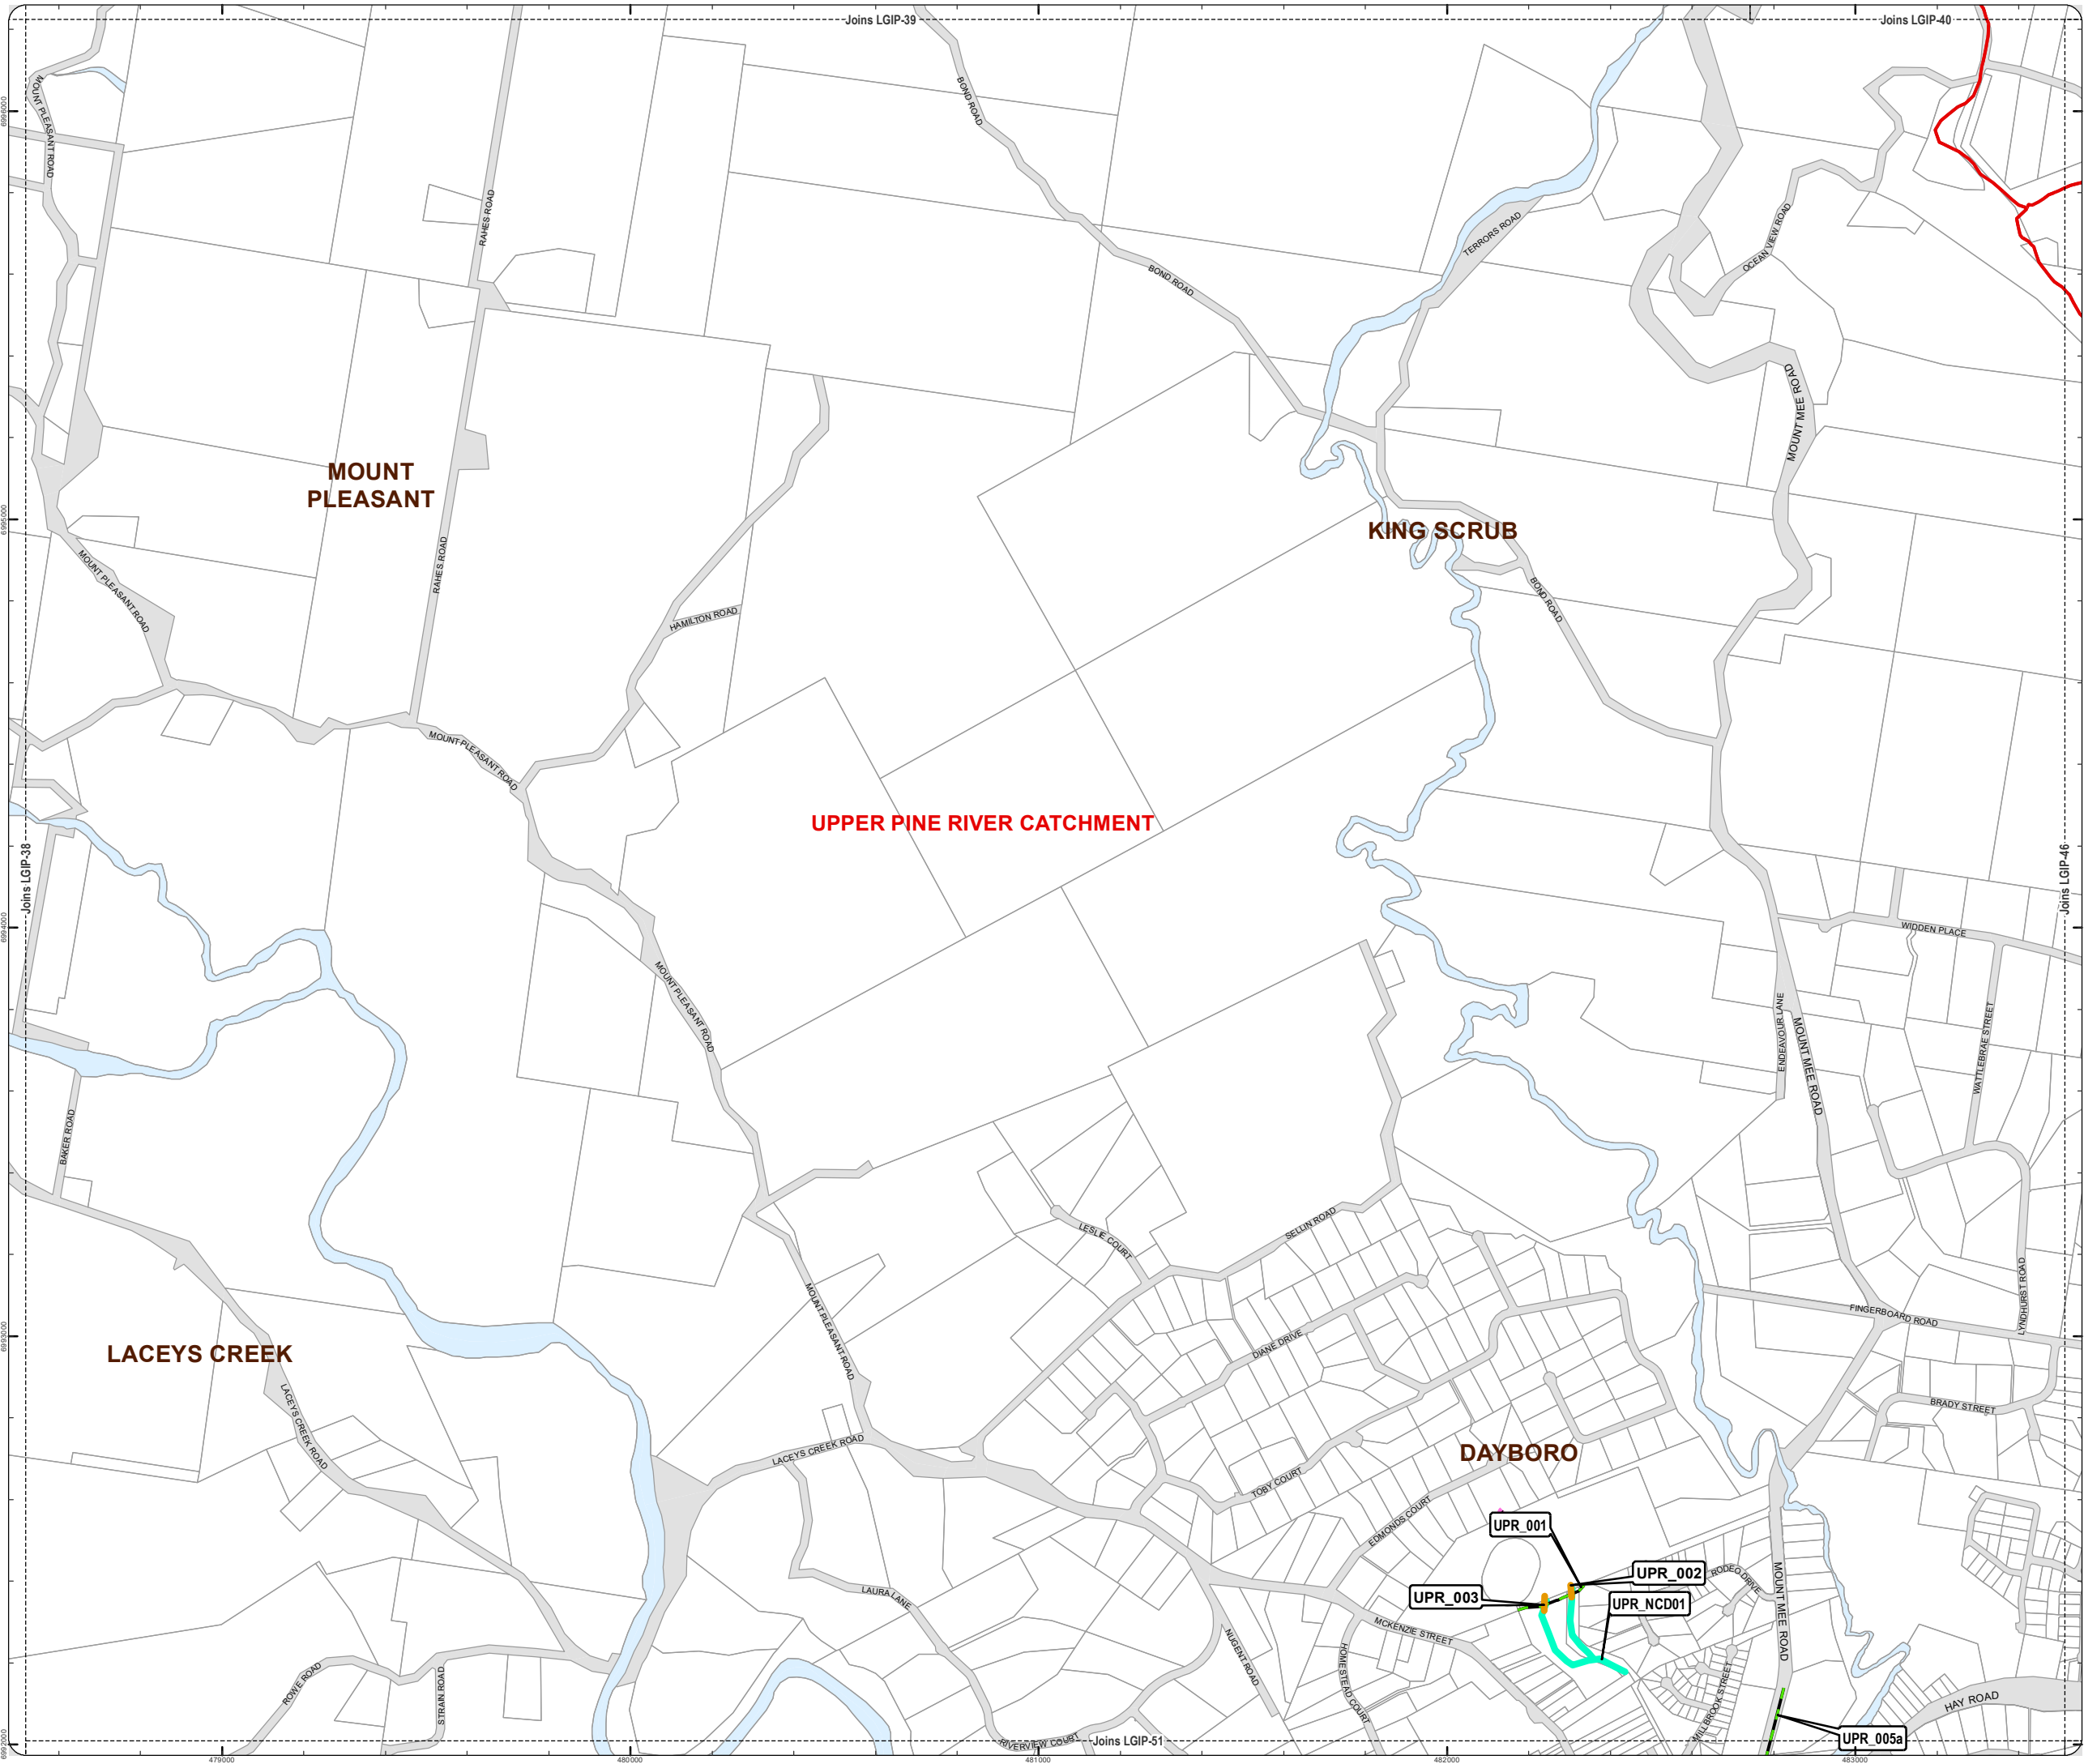 Joins LGIP-39
Joins LGIP-40
MOUNT PLEASANT ROAD
BOND ROAD
6996000
RAHES ROAD
TERRORS ROAD
OCEAN VIEW ROAD
BOND ROAD
MOUNT MEE ROAD
MOUNT
PLEASANT
6995000
KING SCRUB
RAHES ROAD
MOUNT PLEASANT ROAD
BOND ROAD
HAMILTON ROAD
MOUNT PLEASANT ROAD
UPPER PINE RIVER CATCHMENT
Joins LGIP-38
Joins LGIP-46
6994000
WIDDEN PLACE
MOUNT PLEASANT ROAD
ENDEAVOUR LANE
MOUNT MEE ROAD
WATTLEBRAE STREET
BAKER ROAD
LESLIE COURT
SELLIN ROAD
LYNDHURST ROAD
MOUNT PLEASANT ROAD
FINGERBOARD ROAD
6993000
DIANE DRIVE
LACEYS CREEK
BRADY STREET
LACEYS CREEK ROAD
LACEYS CREEK ROAD
DAYBORO
TOBY COURT
EDMONDS COURT
UPR_001
UPR_002
RODEO DRIVE
UPR_003
UPR_NCD01
LAURA LANE
MOUNT MEE ROAD
MCKENZIE STREET
NUGENT ROAD
HOMESTEAD COURT
ROWE ROAD
STRAIN ROAD
MILLBROOK STREET
HAY ROAD
RIVERVIEW COURT
Joins LGIP-51
UPR_005a
6992000
479000
480000
481000
482000
483000